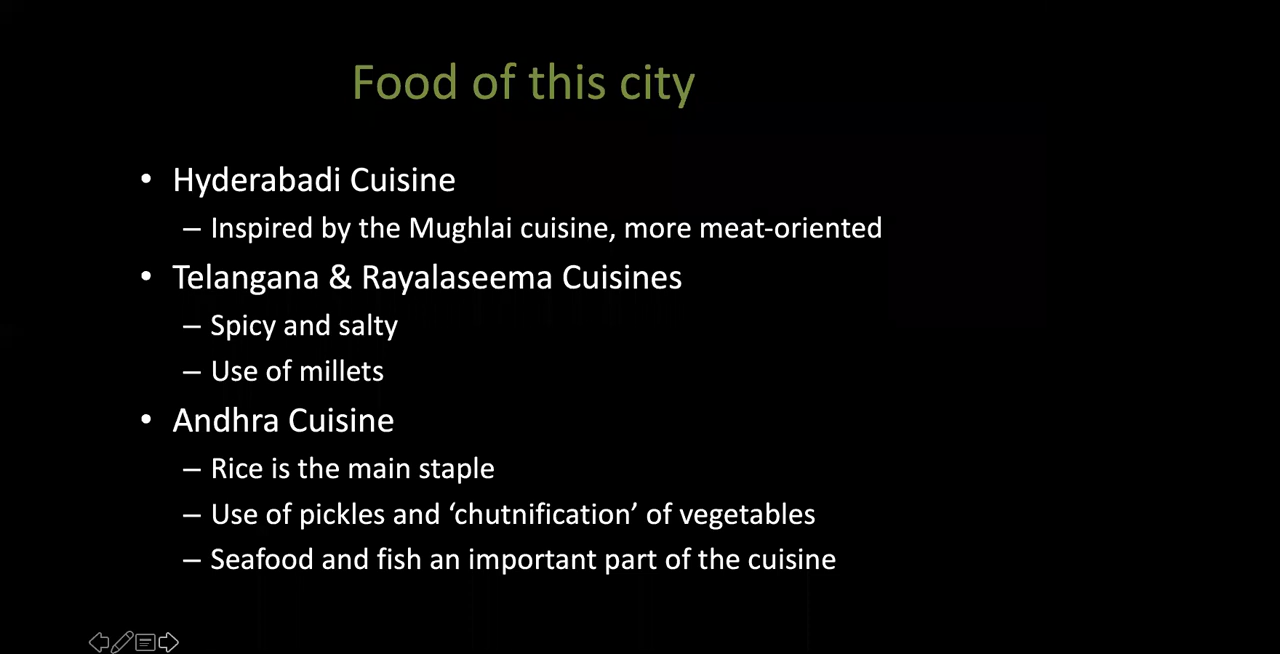 Food of this city
• Hyderabadi Cuisine
– Inspired by the Mughlai cuisine, more meat-oriented
• Telangana & Rayalaseema Cuisines
– Spicy and salty
– Use of millets
• Andhra Cuisine
– Rice is the main staple
– Use of pickles and ‘chutnification’ of vegetables
– Seafood and fish an important part of the cuisine